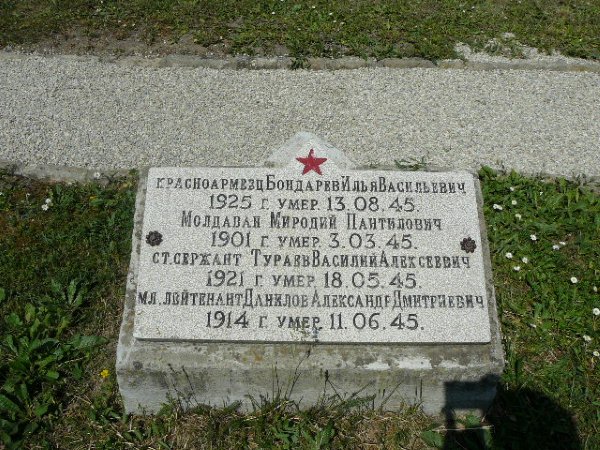 КРАСНОАРМЕЗЦ БОНДАРЕВ ИЛЬЯ ВАСИЛЬЕВИЧ
1925 Г. УМЕР. 13.08.45.
МОЛДАВАН МИРОДИЙ ПАНТИЛОВИЧ
1901 Г. УМЕР. 3.03.45.
СТ. СЕРЖАНТ ТУРАЕВ ВАСИЛИЙ АЛЕКСЕЕВИЧ
1921 Г. УМЕР. 18.05.45.
МЛ. ЛЕЙТЕНАНТ ДАНИЛОВ АЛЕКСАНДР ДМИТРИЕВИЧ
1914 Г. УМЕР. 11.06.45.